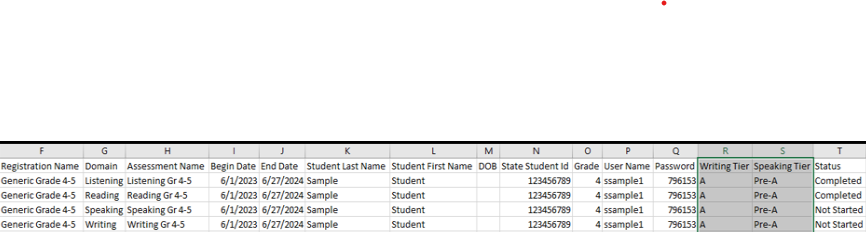 F G H I J K L M N O P Q R S T
Registration Name Domain Assessment Name Begin Date End Date Student Last Name Student First Name DOB State Student Id Grade User Name Password Writing Tier Speaking Tier Status
Generic Grade 4-5 Listening Listening Gr 4-5 6/1/2023 6/27/2024 Sample Student 123456789 4 ssample1 796153 A Pre-A Completed
Generic Grade 4-5 Reading Reading Gr 4-5 6/1/2023 6/27/2024 Sample Student 123456789 4 ssample1 796153 A Pre-A Completed
Generic Grade 4-5 Speaking Speaking Gr 4-5 6/1/2023 6/27/2024 Sample Student 123456789 4 ssample1 796153 A Pre-A Not Started
Generic Grade 4-5 Writing Writing Gr 4-5 6/1/2023 6/27/2024 Sample Student 123456789 4 ssample1 796153 A Pre-A Not Started